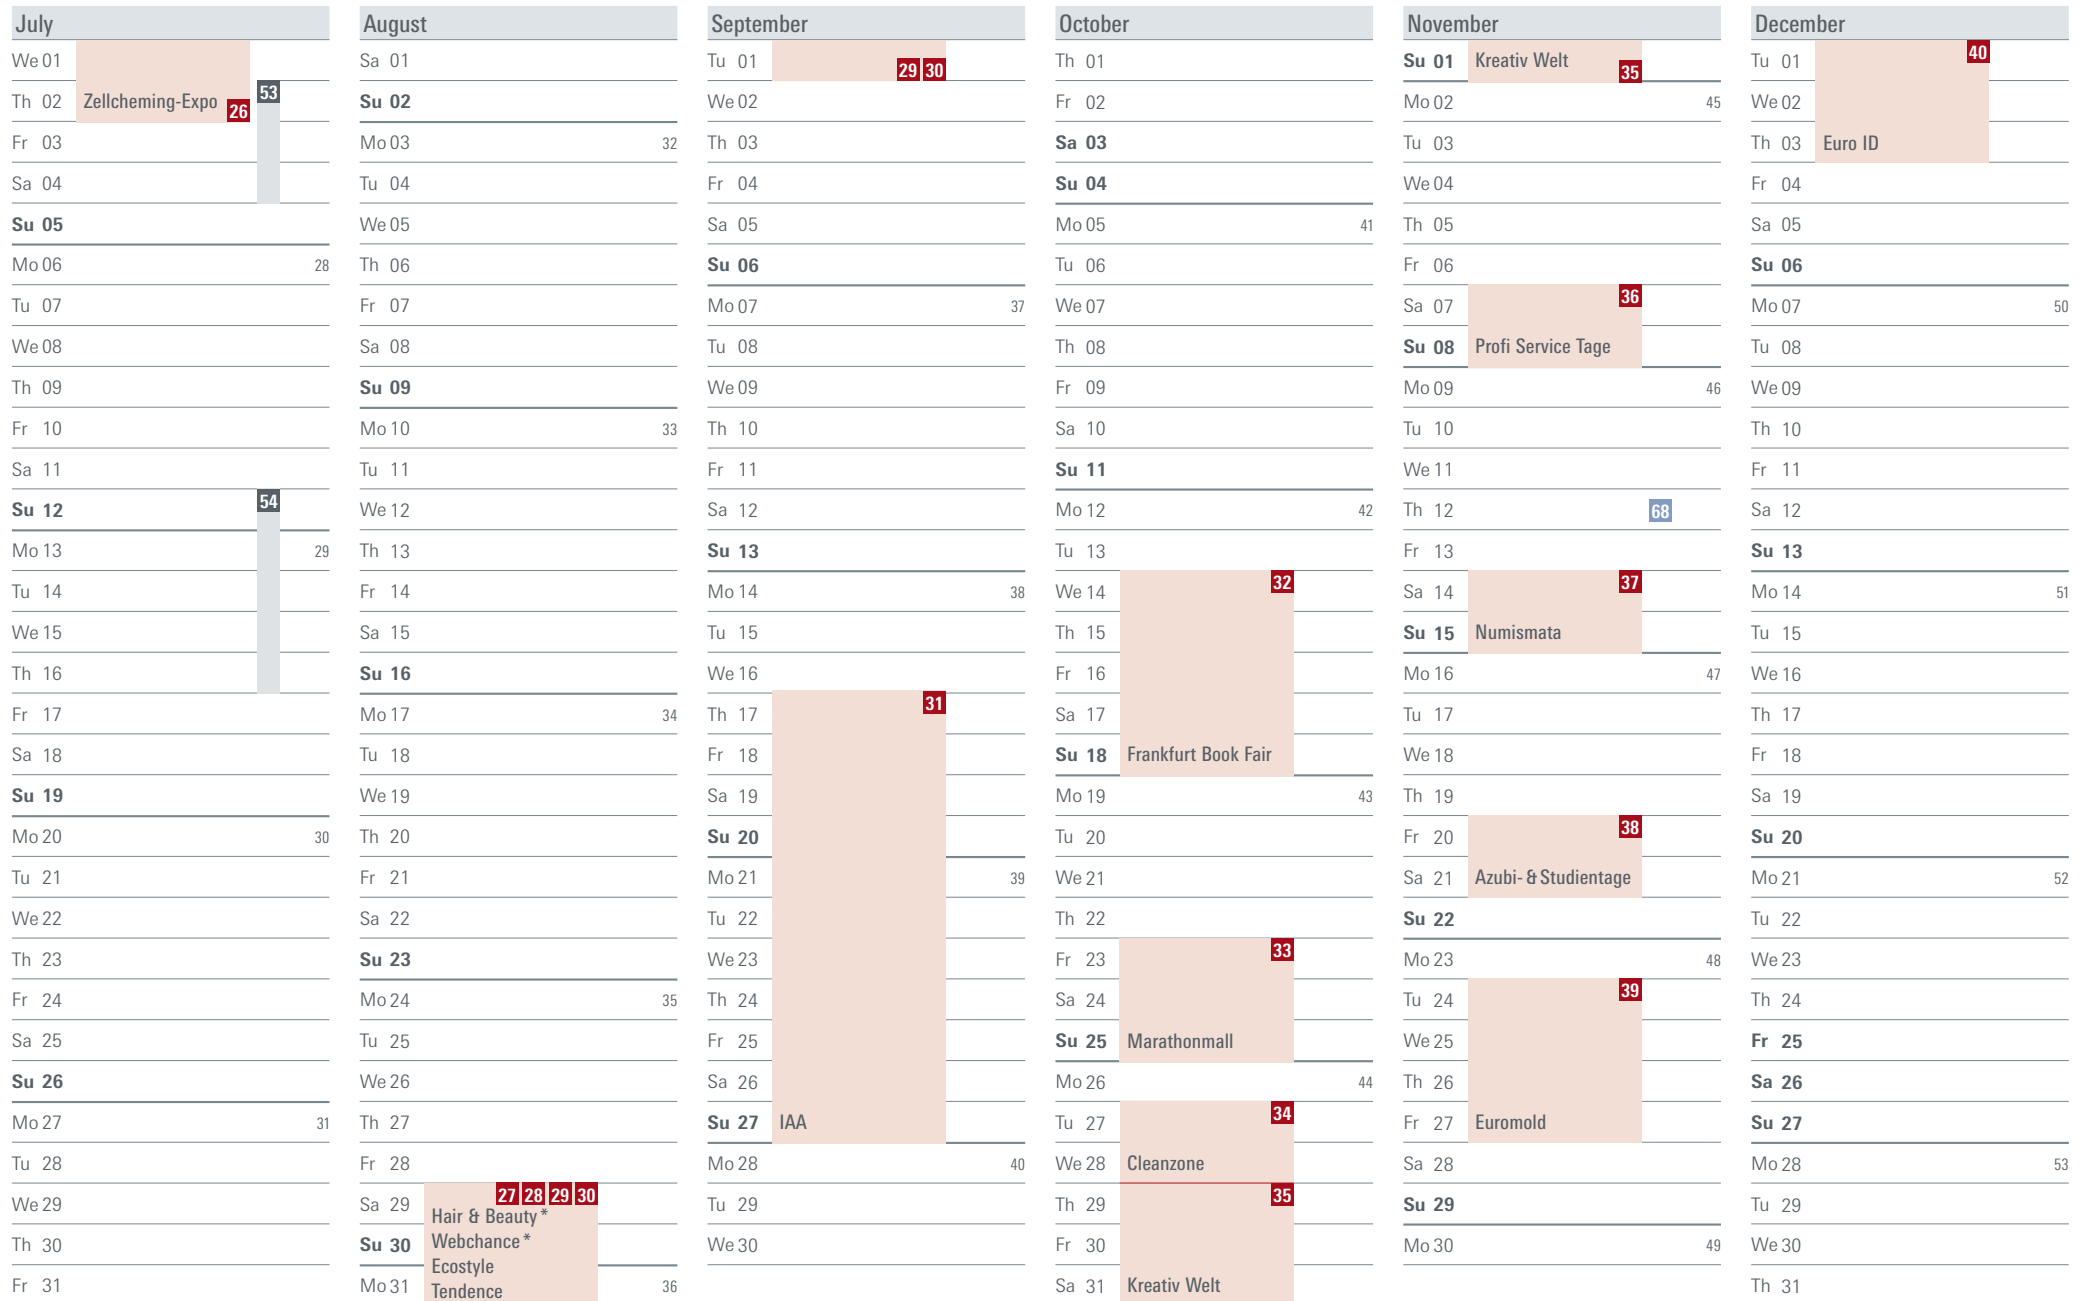 July
We 01
Th 02 Zellcheming-Expo 26 53
Fr 03
Sa 04
Su 05
Mo 06 28
Tu 07
We 08
Th 09
Fr 10
Sa 11
Su 12 54
Mo 13 29
Tu 14
We 15
Th 16
Fr 17
Sa 18
Su 19
Mo 20 30
Tu 21
We 22
Th 23
Fr 24
Sa 25
Su 26
Mo 27 31
Tu 28
We 29
Th 30
Fr 31
August
Sa 01
Su 02
Mo 03 32
Tu 04
We 05
Th 06
Fr 07
Sa 08
Su 09
Mo 10 33
Tu 11
We 12
Th 13
Fr 14
Sa 15
Su 16
Mo 17 34
Tu 18
We 19
Th 20
Fr 21
Sa 22
Su 23
Mo 24 35
Tu 25
We 26
Th 27
Fr 28
Sa 29 27 28 29 30
Hair & Beauty *
Su 30 Webchance *
Ecostyle
Mo 31 Tendence 36
September
Tu 01 29 30
We 02
Th 03
Fr 04
Sa 05
Su 06
Mo 07 37
Tu 08
We 09
Th 10
Fr 11
Sa 12
Su 13
Mo 14 38
Tu 15
We 16
Th 17 31
Fr 18
Sa 19
Su 20
Mo 21 39
Tu 22
We 23
Th 24
Fr 25
Sa 26
Su 27 IAA
Mo 28 40
Tu 29
We 30
October
Th 01
Fr 02
Sa 03
Su 04
Mo 05 41
Tu 06
We 07
Th 08
Fr 09
Sa 10
Su 11
Mo 12 42
Tu 13
We 14 32
Th 15
Fr 16
Sa 17
Su 18 Frankfurt Book Fair
Mo 19 43
Tu 20
We 21
Th 22
Fr 23 33
Sa 24
Su 25 Marathonmall
Mo 26 44
Tu 27 34
We 28 Cleanzone
Th 29 35
Fr 30
Sa 31 Kreativ Welt
November
Su 01 Kreativ Welt 35
Mo 02 45
Tu 03
We 04
Th 05
Fr 06
Sa 07 36
Su 08 Profi Service Tage
Mo 09 46
Tu 10
We 11
Th 12 68
Fr 13
Sa 14 37
Su 15 Numismata
Mo 16 47
Tu 17
We 18
Th 19
Fr 20 38
Sa 21 Azubi- & Studientage
Su 22
Mo 23 48
Tu 24 39
We 25
Th 26
Fr 27 Euromold
Sa 28
Su 29
Mo 30 49
December
Tu 01 40
We 02
Th 03 Euro ID
Fr 04
Sa 05
Su 06
Mo 07 50
Tu 08
We 09
Th 10
Fr 11
Sa 12
Su 13
Mo 14 51
Tu 15
We 16
Th 17
Fr 18
Sa 19
Su 20
Mo 21 52
Tu 22
We 23
Th 24
Fr 25
Sa 26
Su 27
Mo 28 53
Tu 29
We 30
Th 31